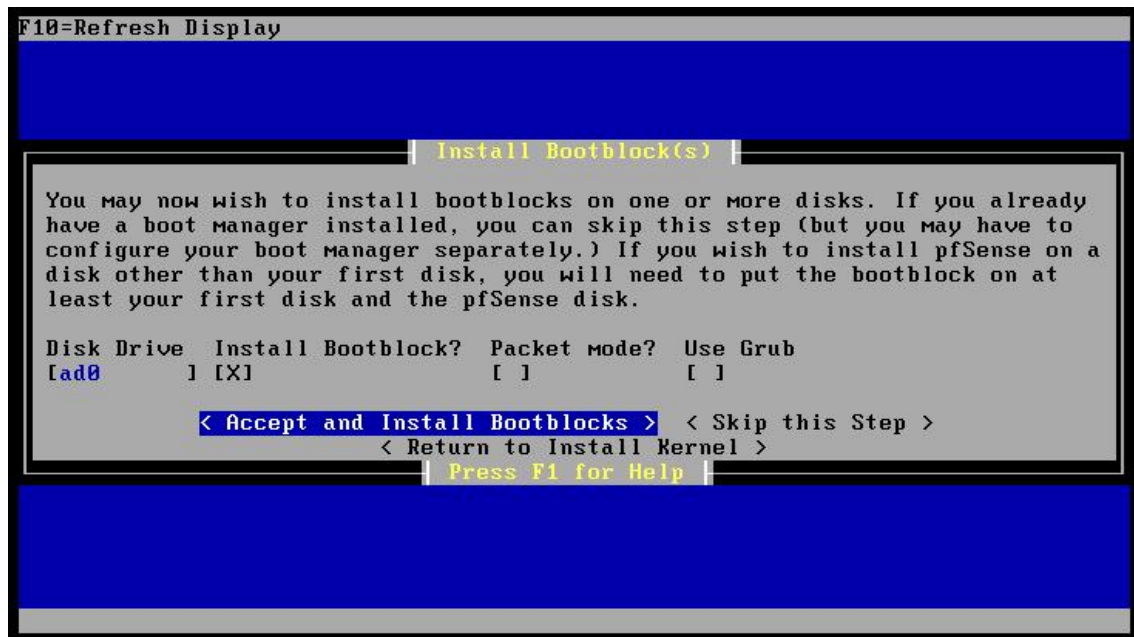 F10=Refresh Display
Install Bootblock(s)
You may now wish to install bootblocks on one or more disks. If you already
have a boot manager installed, you can skip this step (but you may have to
configure your boot manager separately.) If you wish to install pfSense on a
disk other than your first disk, you will need to put the bootblock on at
least your first disk and the pfSense disk.
Disk Drive Install Bootblock? Packet mode? Use Grub
[ad0 ] [X] [ ] [ ]
< Accept and Install Bootblocks > < Skip this Step >
< Return to Install Kernel >
Press F1 for Help